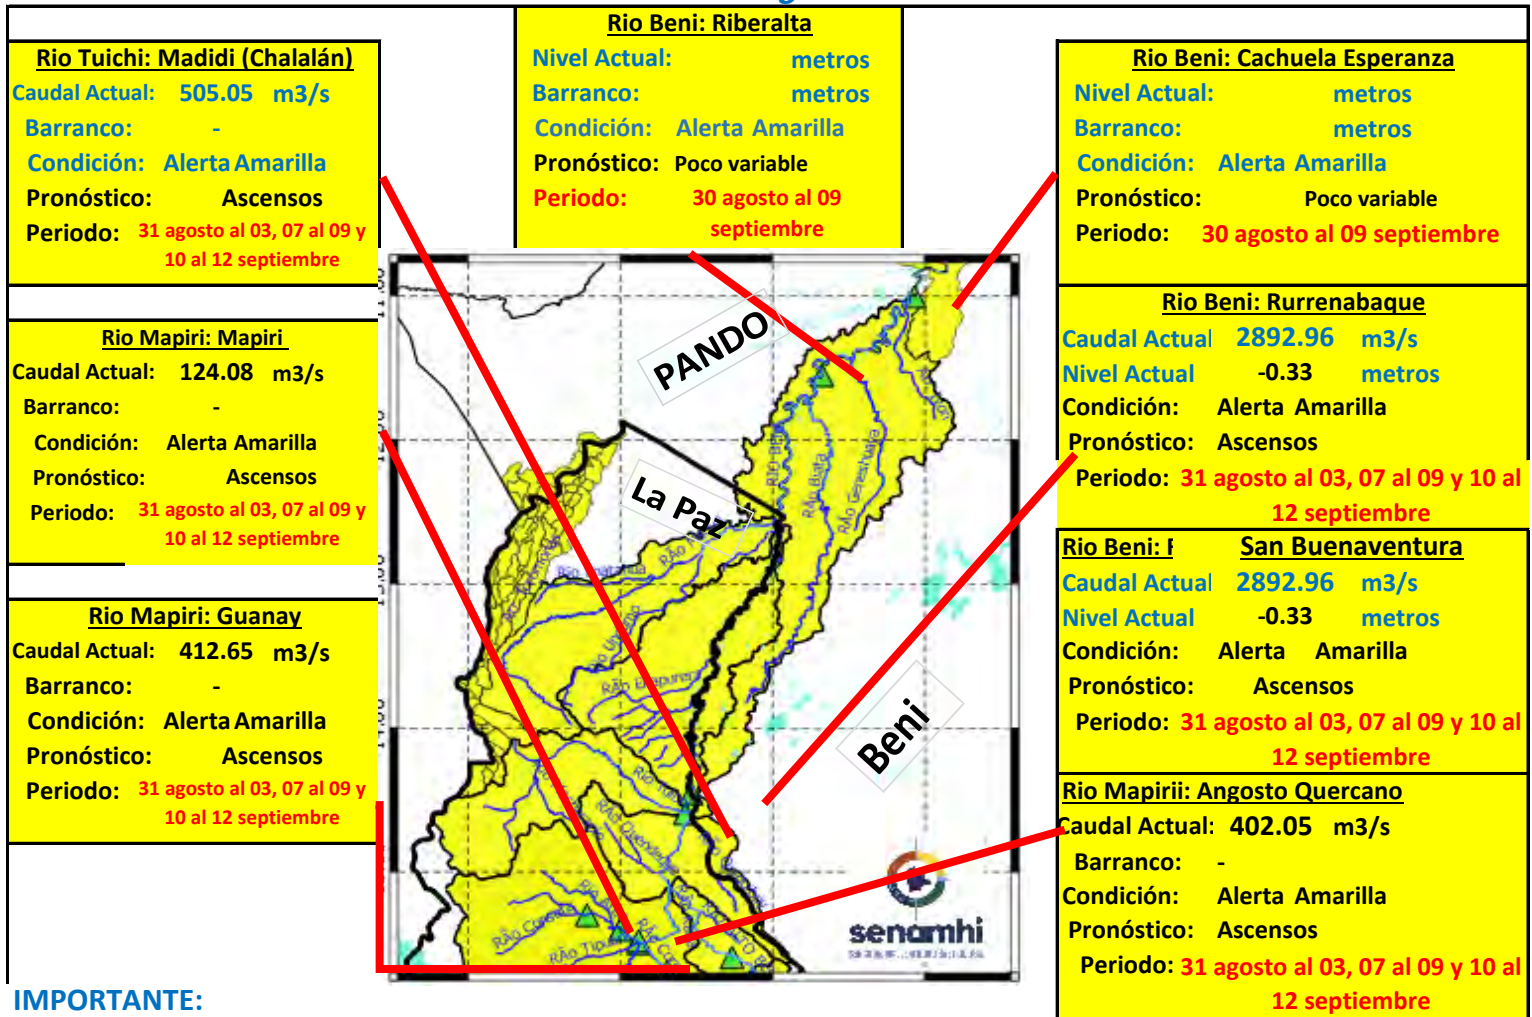 Rio Tuichi: Madidi (Chalalán)
Caudal Actual: 505.05 m3/s
Barranco: -
Condición: Alerta Amarilla
Pronóstico: Ascensos
Periodo: 31 agosto al 03, 07 al 09 y
10 al 12 septiembre
Rio Mapiri: Mapiri
Caudal Actual: 124.08 m3/s
Barranco: -
Condición: Alerta Amarilla
Pronóstico: Ascensos
Periodo: 31 agosto al 03, 07 al 09 y
10 al 12 septiembre
Rio Mapiri: Guanay
Caudal Actual: 412.65 m3/s
Barranco: -
Condición: Alerta Amarilla
Pronóstico: Ascensos
Periodo: 31 agosto al 03, 07 al 09 y
10 al 12 septiembre
Rio Beni: Riberalta
Nivel Actual: metros
Barranco: metros
Condición: Alerta Amarilla
Pronóstico: Poco variable
Periodo: 30 agosto al 09
septiembre
PANDO
La Paz
Beni
RÃo Biata
RÃo Geneshuaya
senamhi
Rio Beni: Cachuela Esperanza
Nivel Actual: metros
Barranco: metros
Condición: Alerta Amarilla
Pronóstico: Poco variable
Periodo: 30 agosto al 09 septiembre
Rio Beni: Rurrenabaque
Caudal Actual 2892.96 m3/s
Nivel Actual -0.33 metros
Condición: Alerta Amarilla
Pronóstico: Ascensos
Periodo: 31 agosto al 03, 07 al 09 y 10 al
12 septiembre
Rio Beni: San Buenaventura
Caudal Actual 2892.96 m3/s
Nivel Actual -0.33 metros
Condición: Alerta Amarilla
Pronóstico: Ascensos
Periodo: 31 agosto al 03, 07 al 09 y 10 al
12 septiembre
Rio Mapirii: Angosto Quercano
Caudal Actual: 402.05 m3/s
Barranco: -
Condición: Alerta Amarilla
Pronóstico: Ascensos
Periodo: 31 agosto al 03, 07 al 09 y 10 al
12 septiembre
IMPORTANTE: